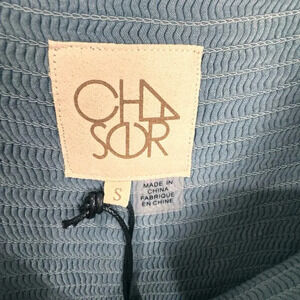 CHA
SER
S
MADE IN
CHINA
FABRIQUE
EN CHINE